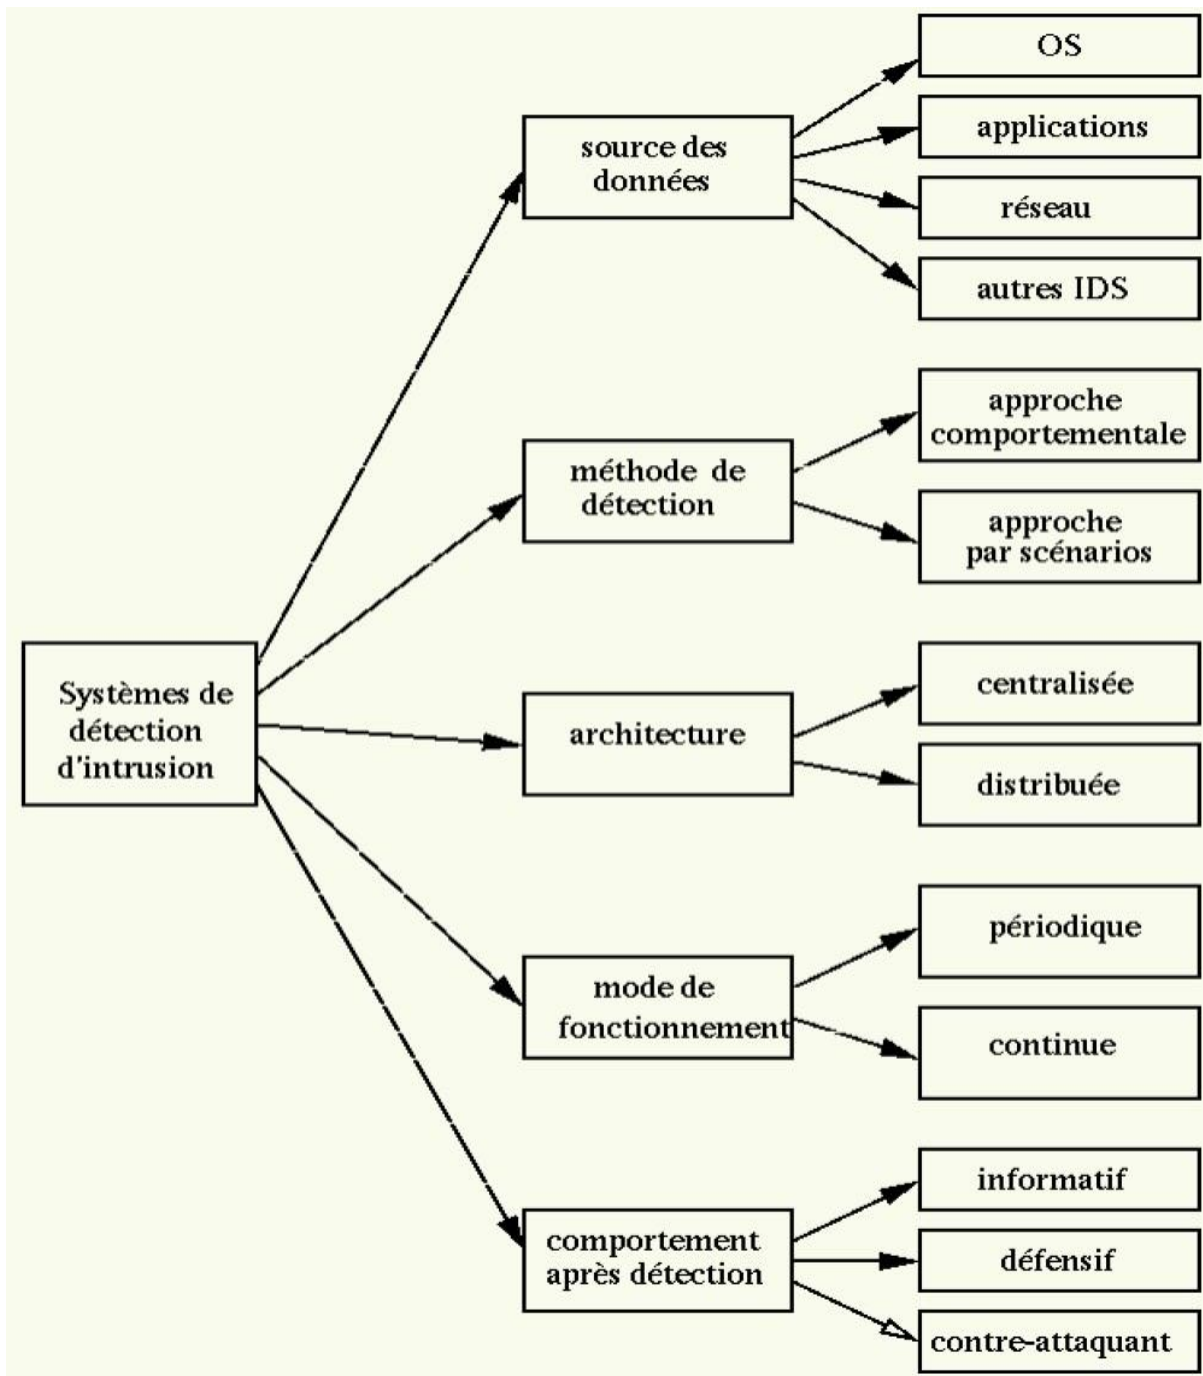 OS
applications
source des
données
réseau
autres IDS
approche
comportementale
méthode de
détection
approche
par scénarios
Systèmes de
détection
d'intrusion
centralisée
architecture
distribuée
périodique
mode de
fonctionnement
continue
informatif
comportement
après détection
défensif
contre-attaquant